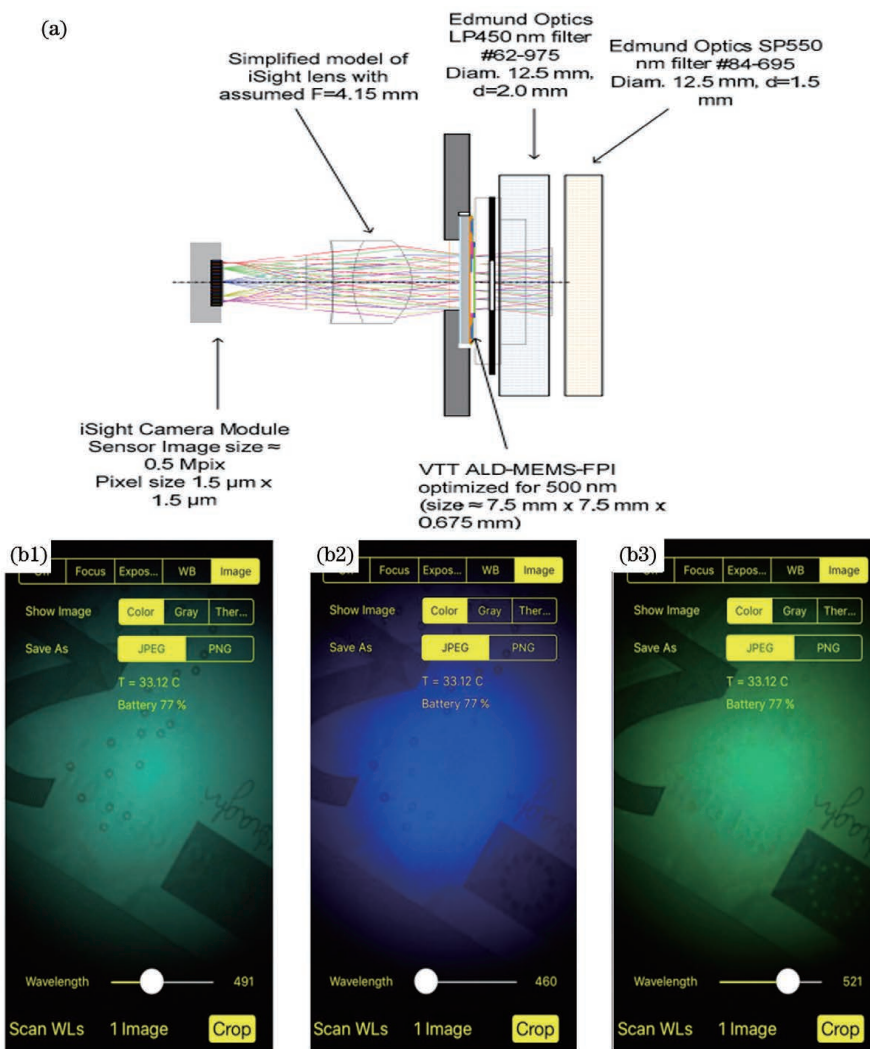 (a)
Simplified model of
iSight lens with
assumed F=4.15 mm
Edmund Optics
LP450 nm filter
#62-975
Diam. 12.5 mm,
d=2.0 mm
Edmund Optics SP550
nm filter #84-695
Diam. 12.5 mm, d=1.5
mm
iSight Camera Module
Sensor Image size ≈
0.5 Mpix
Pixel size 1.5 μm x
1.5 μm
VTT ALD-MEMS-FPI
optimized for 500 nm
(size ≈ 7.5 mm x 7.5 mm x
0.675 mm)
(b1)
Focus Expos... WB Image
Show Image Color Gray Ther...
Save As JPEG PNG
T = 33.12 C
Battery 77 %
Wavelength 491
Scan WLs 1 Image Crop
(b2)
Focus Expos... WB Image
Show Image Color Gray Ther...
Save As JPEG PNG
T = 33.12 C
Battery 77 %
Wavelength 460
Scan WLs 1 Image Crop
(b3)
Focus Expos... WB Image
Show Image Color Gray Ther...
Save As JPEG PNG
T = 33.12 C
Battery 77 %
Wavelength 521
Scan WLs 1 Image Crop